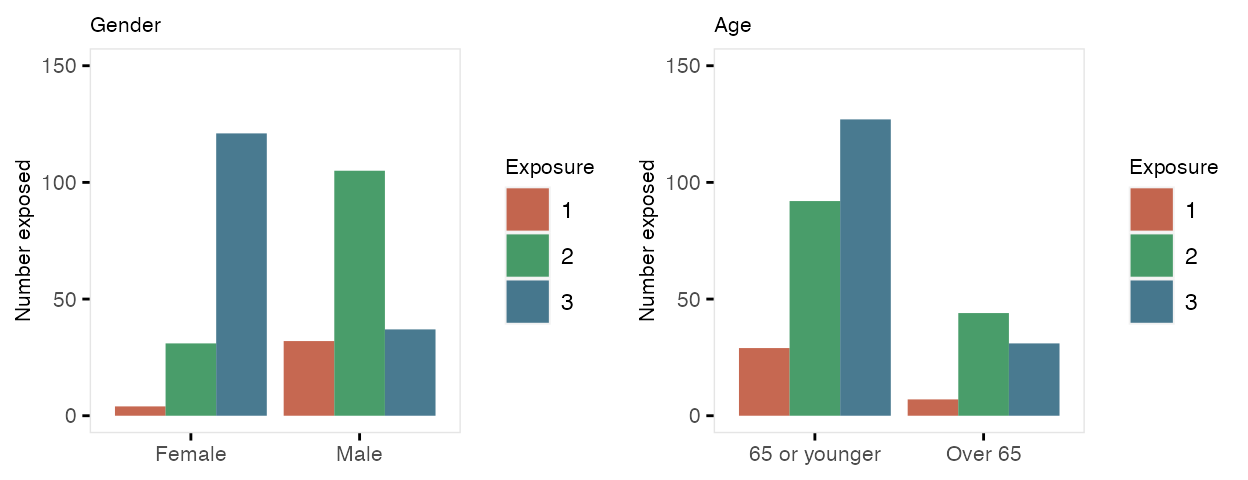 Gender
Number exposed
150
100
50
0
Female Male
Exposure
1
2
3
Age
Number exposed
150
100
50
0
65 or younger Over 65
Exposure
1
2
3